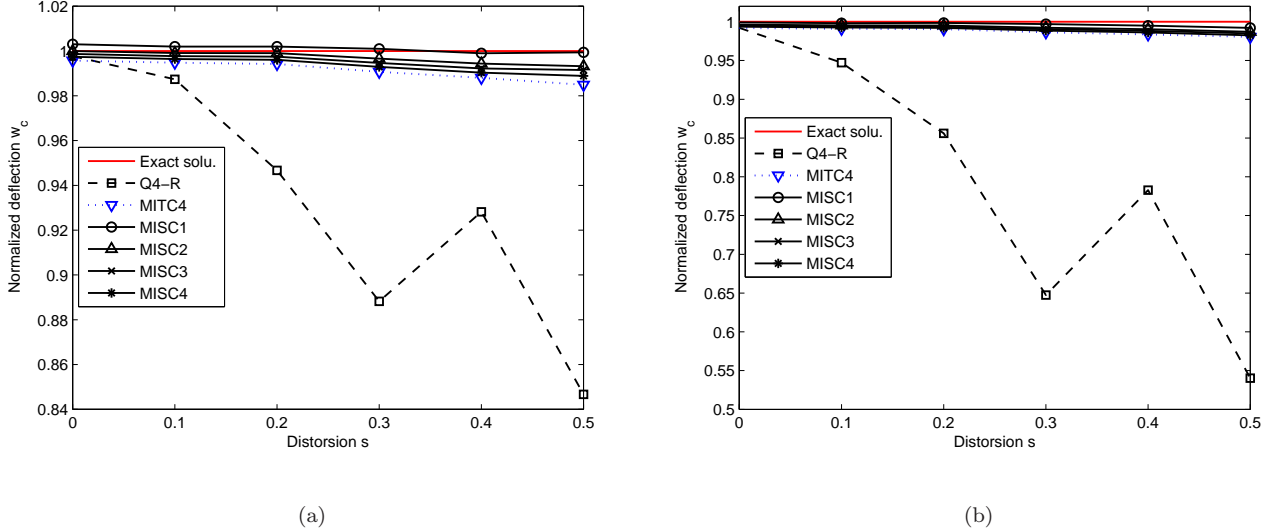 1.02
1
0.98
0.96
0.94
0.92
0.9
0.88
0.86
0.84
0
0.1
0.2
0.3
0.4
0.5
Distorsion s
Normalized deflection w_c
Exact solu.
Q4−R
MITC4
MISC1
MISC2
MISC3
MISC4
(a)
1
0.95
0.9
0.85
0.8
0.75
0.7
0.65
0.6
0.55
0.5
0
0.1
0.2
0.3
0.4
0.5
Distorsion s
Normalized deflection w_c
Exact solu.
Q4−R
MITC4
MISC1
MISC2
MISC3
MISC4
(b)